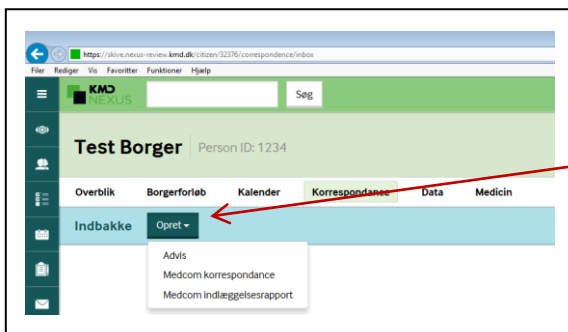 https://skive.nexus-review.kmd.dk/citizen/32376/correspondence/inbox
Filer Rediger Vis Favoritter Funktioner Hjælp
KMD
NEXUS
Søg
Test Borger Person ID: 1234
Overblik Borgerforløb Kalender Korrespondance Data Medicin
Indbakke Opret
Advis
Medcom korrespondance
Medcom indlæggelsesrapport